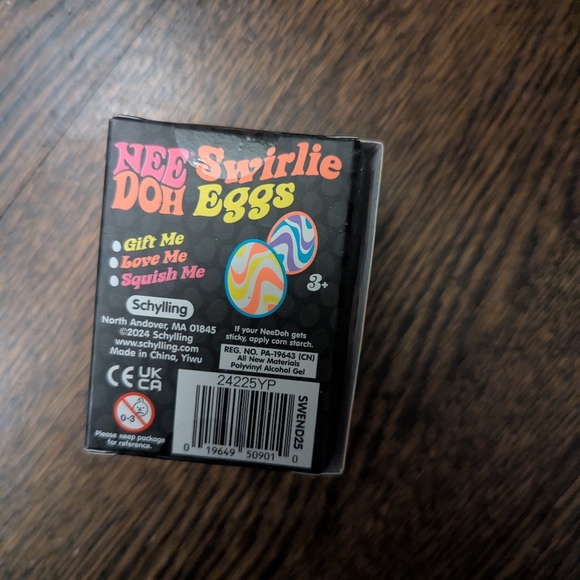 NEE Swirlie
DOH Eggs
Gift Me
Love Me
Squish Me
3+
Schylling
North Andover, MA 01845
©2024 Schylling
www.schylling.com
Made in China, Yiwu
If your NeeDoh gets
sticky, apply corn starch.
REG. NO. PA-19643 (CN)
All New Materials
Polyvinyl Alcohol Gel
CE UK
CA
0-3
Please keep package
for reference.
24225YP
SWEND25
0 19649 50901 0